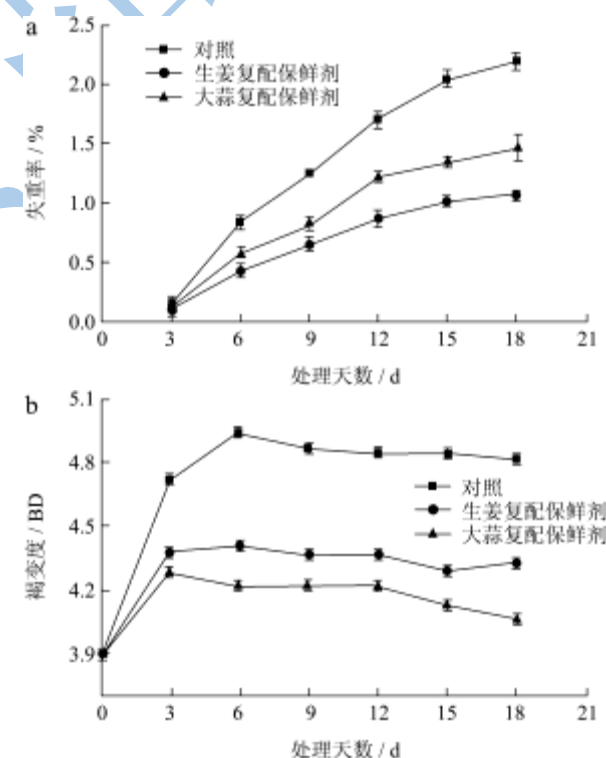 a
2.5
2.0
1.5
1.0
0.5
0.0
失重率 / %
对照
生姜复配保鲜剂
大蒜复配保鲜剂
0 3 6 9 12 15 18 21
处理天数 / d
b
5.1
4.8
4.5
4.2
3.9
褐变度 / BD
对照
生姜复配保鲜剂
大蒜复配保鲜剂
0 3 6 9 12 15 18 21
处理天数 / d